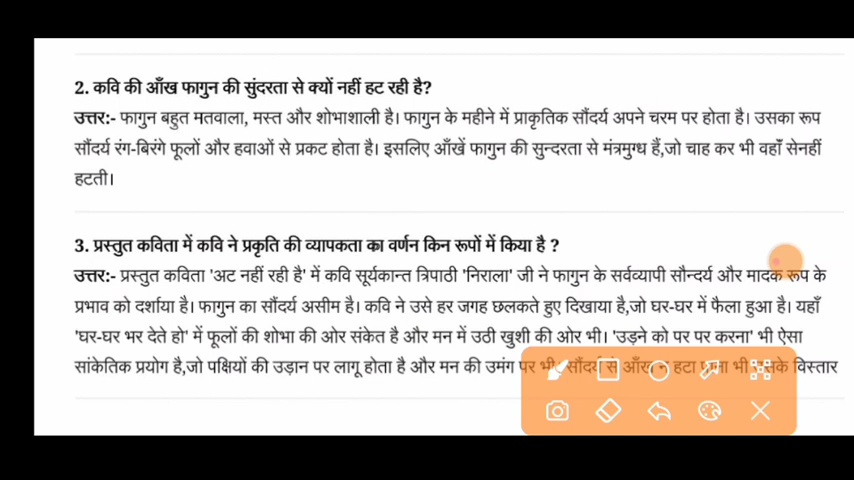 2. कवि की आँख फागुन की सुंदरता से क्यों नहीं हट रही है?
उत्तर:- फागुन बहुत मतवाला, मस्त और शोभाशाली है। फागुन के महीने में प्राकृतिक सौंदर्य अपने चरम पर होता है। उसका रूप
सौंदर्य रंग-बिरंगे फूलों और हवाओं से प्रकट होता है। इसलिए आँखें फागुन की सुन्दरता से मंत्रमुग्ध हैं,जो चाह कर भी वहाँ सेनहीं
हटती।
3. प्रस्तुत कविता में कवि ने प्रकृति की व्यापकता का वर्णन किन रूपों में किया है ?
उत्तर:- प्रस्तुत कविता 'अट नहीं रही है' में कवि सूर्यकान्त त्रिपाठी 'निराला' जी ने फागुन के सर्वव्यापी सौन्दर्य और मादक रूप के
प्रभाव को दर्शाया है। फागुन का सौंदर्य असीम है। कवि ने उसे हर जगह छलकते हुए दिखाया है,जो घर-घर में फैला हुआ है। यहाँ
'घर-घर भर देते हो' में फूलों की शोभा की ओर संकेत है और मन में उठी खुशी की ओर भी। 'उड़ने को पर पर करना' भी ऐसा
सांकेतिक प्रयोग है,जो पक्षियों की उड़ान पर लागू होता है और मन की उमंग पर भी सौंदर्य से आँख न हटा भी उसके विस्तार